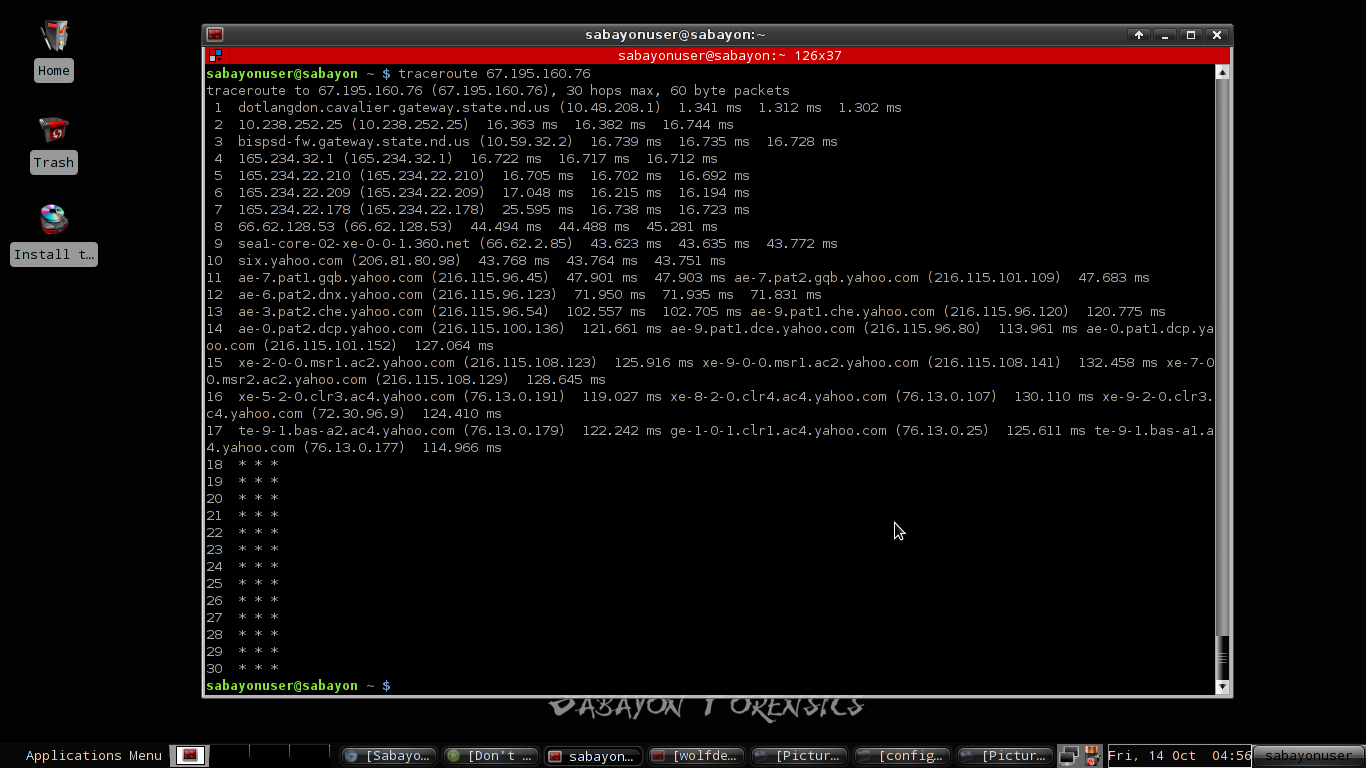 sabayonuser@sabayon:~
sabayonuser@sabayon:~ 126x37
Home
Trash
Install t...
sabayonuser@sabayon ~ $ traceroute 67.195.160.76
traceroute to 67.195.160.76 (67.195.160.76), 30 hops max, 60 byte packets
1 dotlangdon.cavalier.gateway.state.nd.us (10.48.208.1) 1.341 ms 1.312 ms 1.302 ms
2 10.238.252.25 (10.238.252.25) 16.363 ms 16.382 ms 16.744 ms
3 bispsd-fw.gateway.state.nd.us (10.59.32.2) 16.739 ms 16.735 ms 16.728 ms
4 165.234.32.1 (165.234.32.1) 16.722 ms 16.717 ms 16.712 ms
5 165.234.22.210 (165.234.22.210) 16.705 ms 16.702 ms 16.692 ms
6 165.234.22.209 (165.234.22.209) 17.048 ms 16.215 ms 16.194 ms
7 165.234.22.178 (165.234.22.178) 25.595 ms 16.738 ms 16.723 ms
8 66.62.128.53 (66.62.128.53) 44.494 ms 44.488 ms 45.281 ms
9 sea1-core-02-xe-0-0-1.360.net (66.62.2.85) 43.623 ms 43.635 ms 43.772 ms
10 six.yahoo.com (206.81.80.98) 43.768 ms 43.764 ms 43.751 ms
11 ae-7.pat1.gqb.yahoo.com (216.115.96.45) 47.901 ms 47.903 ms ae-7.pat2.gqb.yahoo.com (216.115.101.109) 47.683 ms
12 ae-6.pat2.dnx.yahoo.com (216.115.96.123) 71.950 ms 71.935 ms 71.831 ms
13 ae-3.pat2.che.yahoo.com (216.115.96.54) 102.557 ms 102.705 ms ae-9.pat1.che.yahoo.com (216.115.96.120) 120.775 ms
14 ae-0.pat2.dcp.yahoo.com (216.115.100.136) 121.661 ms ae-9.pat1.dce.yahoo.com (216.115.96.80) 113.961 ms ae-0.pat1.dcp.ya
oo.com (216.115.101.152) 127.064 ms
15 xe-2-0-0.msr1.ac2.yahoo.com (216.115.108.123) 125.916 ms xe-9-0-0.msr1.ac2.yahoo.com (216.115.108.141) 132.458 ms xe-7-0
0.msr2.ac2.yahoo.com (216.115.108.129) 128.645 ms
16 xe-5-2-0.clr3.ac4.yahoo.com (76.13.0.191) 119.027 ms xe-8-2-0.clr4.ac4.yahoo.com (76.13.0.107) 130.110 ms xe-9-2-0.clr3.
c4.yahoo.com (72.30.96.9) 124.410 ms
17 te-9-1.bas-a2.ac4.yahoo.com (76.13.0.179) 122.242 ms ge-1-0-1.clr1.ac4.yahoo.com (76.13.0.25) 125.611 ms te-9-1.bas-a1.a
4.yahoo.com (76.13.0.177) 114.966 ms
18 * * *
19 * * *
20 * * *
21 * * *
22 * * *
23 * * *
24 * * *
25 * * *
26 * * *
27 * * *
28 * * *
29 * * *
30 * * *
sabayonuser@sabayon ~ $
Sabayon Forensics
Applications Menu
[Sabayo...
[Don't ...
sabayon...
[wolfde...
[Pictur...
[config...
[Pictur...
Fri, 14 Oct 04:56
sabayonuser